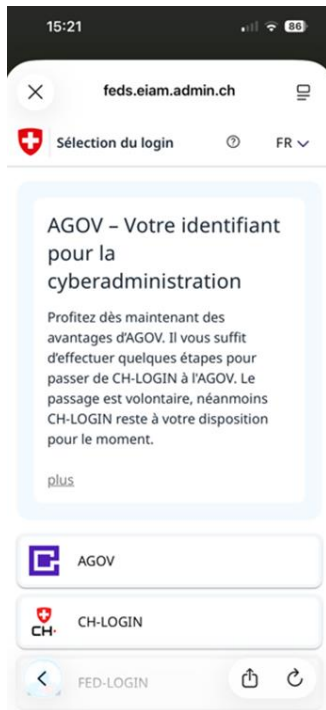 15:21
86
feds.eiam.admin.ch
Sélection du login
FR
AGOV – Votre identifiant
pour la
cyberadministration
Profitez dès maintenant des
avantages d'AGOV. Il vous suffit
d'effectuer quelques étapes pour
passer de CH-LOGIN à l'AGOV. Le
passage est volontaire, néanmoins
CH-LOGIN reste à votre disposition
pour le moment.
plus
AGOV
CH
CH-LOGIN
FED-LOGIN